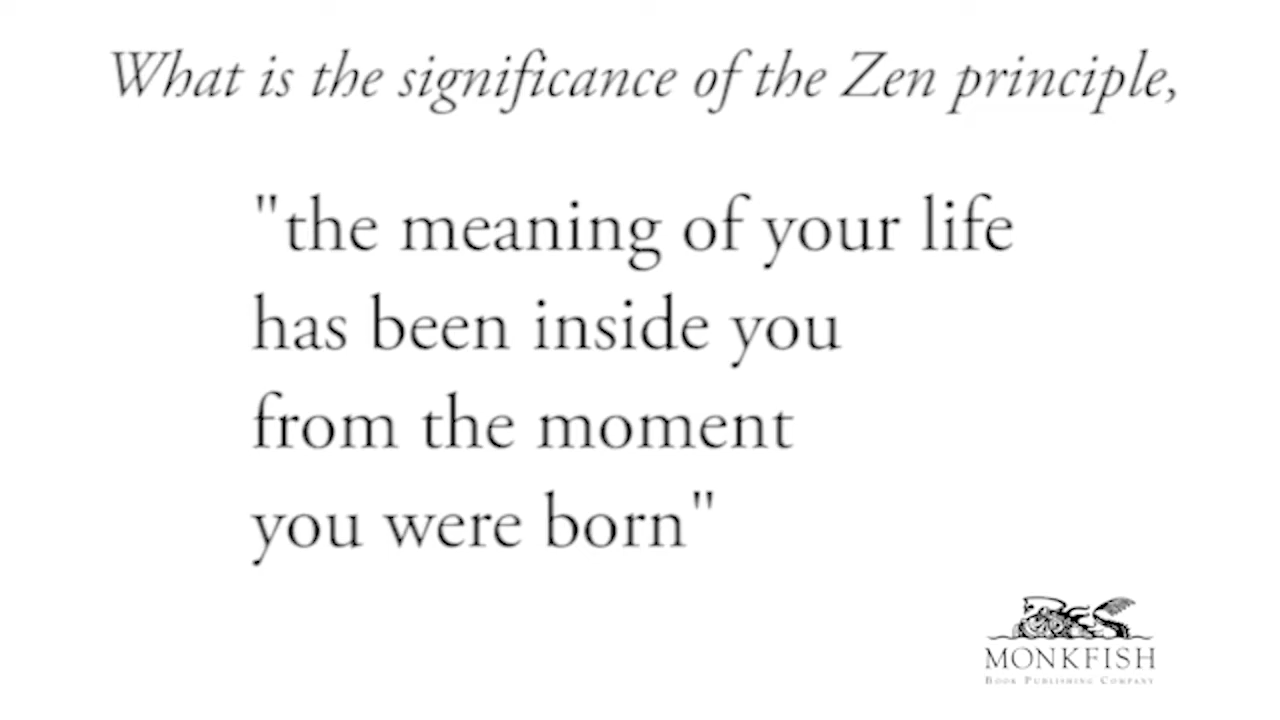 What is the significance of the Zen principle,
"the meaning of your life
has been inside you
from the moment
you were born"
MONKFISH
BOOK PUBLISHING COMPANY